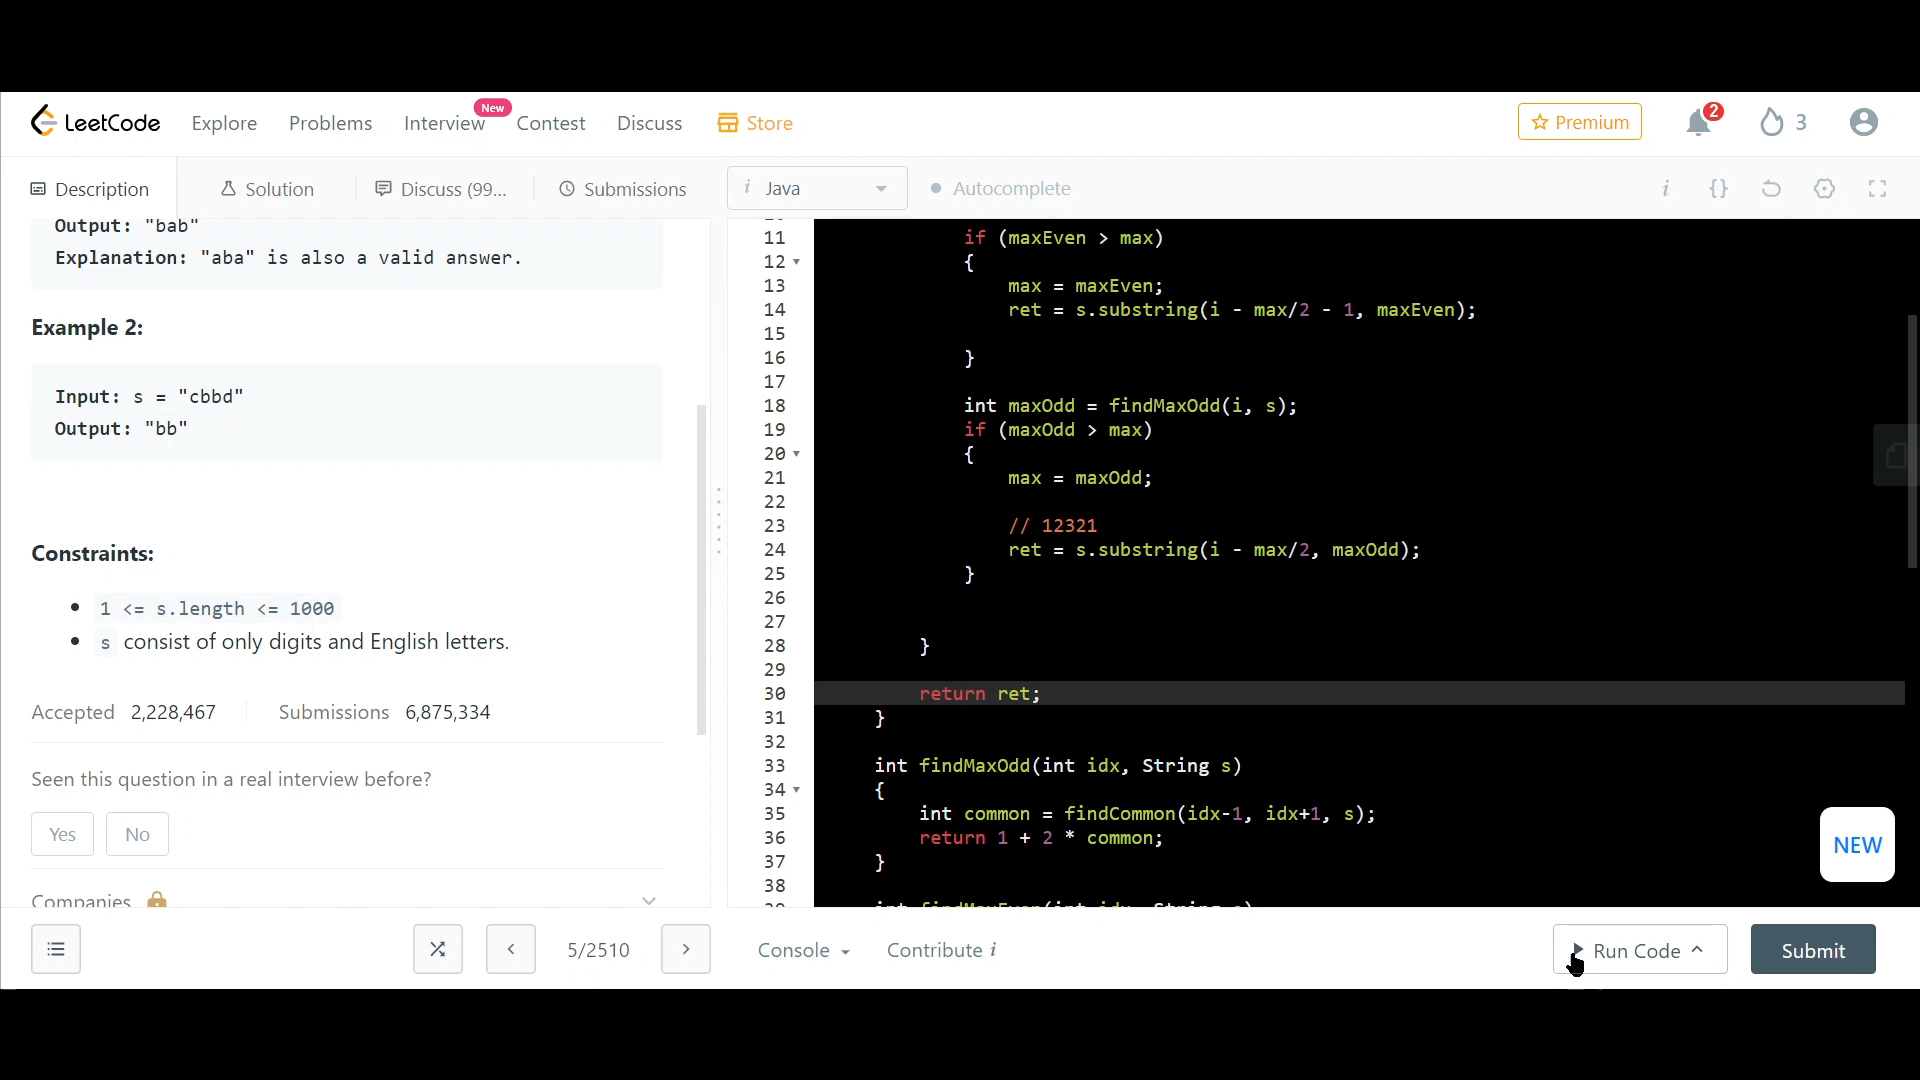 LeetCode Explore Problems Interview New Contest Discuss Store Premium 2 3
Description Solution Discuss (99... Submissions i Java Autocomplete i {}
Output: "bab"
Explanation: "aba" is also a valid answer.
Example 2:
Input: s = "cbbd"
Output: "bb"
Constraints:
1 <= s.length <= 1000
s consist of only digits and English letters.
Accepted 2,228,467 Submissions 6,875,334
Seen this question in a real interview before?
Yes No
Companies
11 if (maxEven > max)
12 {
13 max = maxEven;
14 ret = s.substring(i - max/2 - 1, maxEven);
15
16 }
17
18 int maxOdd = findMaxOdd(i, s);
19 if (maxOdd > max)
20 {
21 max = maxOdd;
22
23 // 12321
24 ret = s.substring(i - max/2, maxOdd);
25 }
26
27
28 }
29
30 return ret;
31 }
32
33 int findMaxOdd(int idx, String s)
34 {
35 int common = findCommon(idx-1, idx+1, s);
36 return 1 + 2 * common;
37 }
38
NEW
5/2510 Console Contribute i Run Code Submit